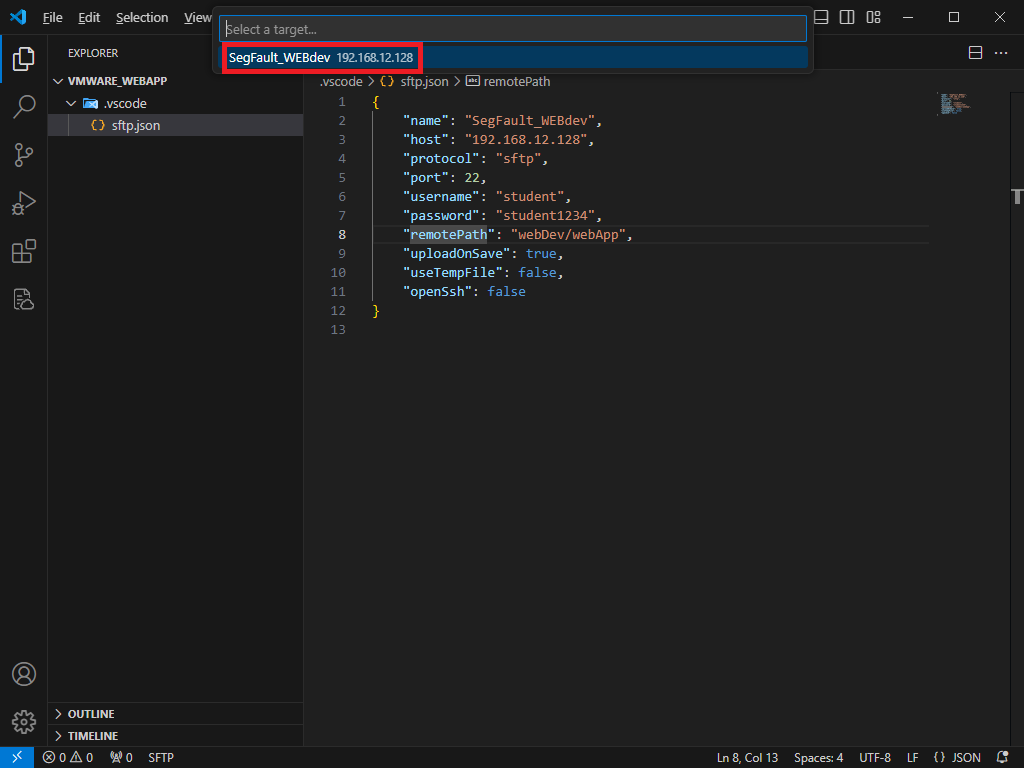 File Edit Selection View
Select a target...
SegFault_WEBdev 192.168.12.128
EXPLORER
VMWARE_WEBAPP
.vscode
{} sftp.json
.vscode > {} sftp.json > abc remotePath
1 {
2 "name": "SegFault_WEBdev",
3 "host": "192.168.12.128",
4 "protocol": "sftp",
5 "port": 22,
6 "username": "student",
7 "password": "student1234",
8 "remotePath": "webDev/webApp",
9 "uploadOnSave": true,
10 "useTempFile": false,
11 "openSsh": false
12 }
13
OUTLINE
TIMELINE
0 0 0 SFTP Ln 8, Col 13 Spaces: 4 UTF-8 LF {} JSON